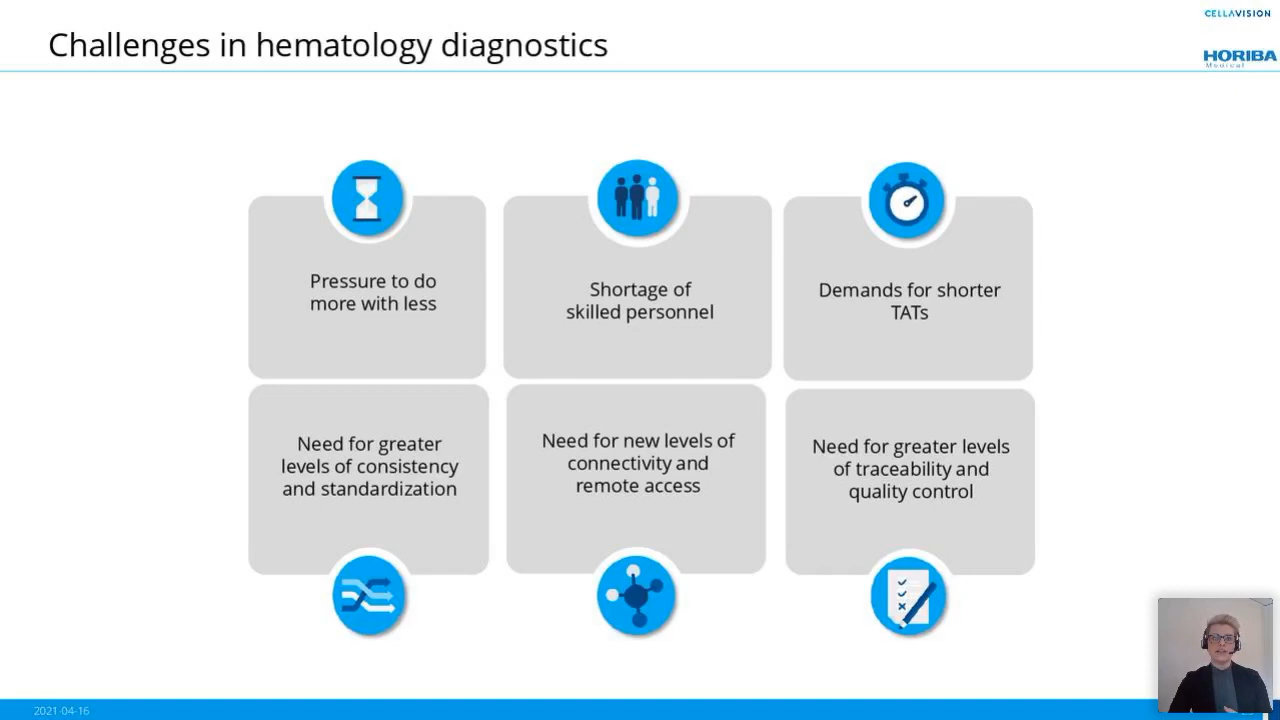 CELLAVISION
Challenges in hematology diagnostics
HORIBA
Medical
Pressure to do
more with less
Shortage of
skilled personnel
Demands for shorter
TATs
Need for greater
levels of consistency
and standardization
Need for new levels of
connectivity and
remote access
Need for greater levels
of traceability and
quality control
2021-04-16